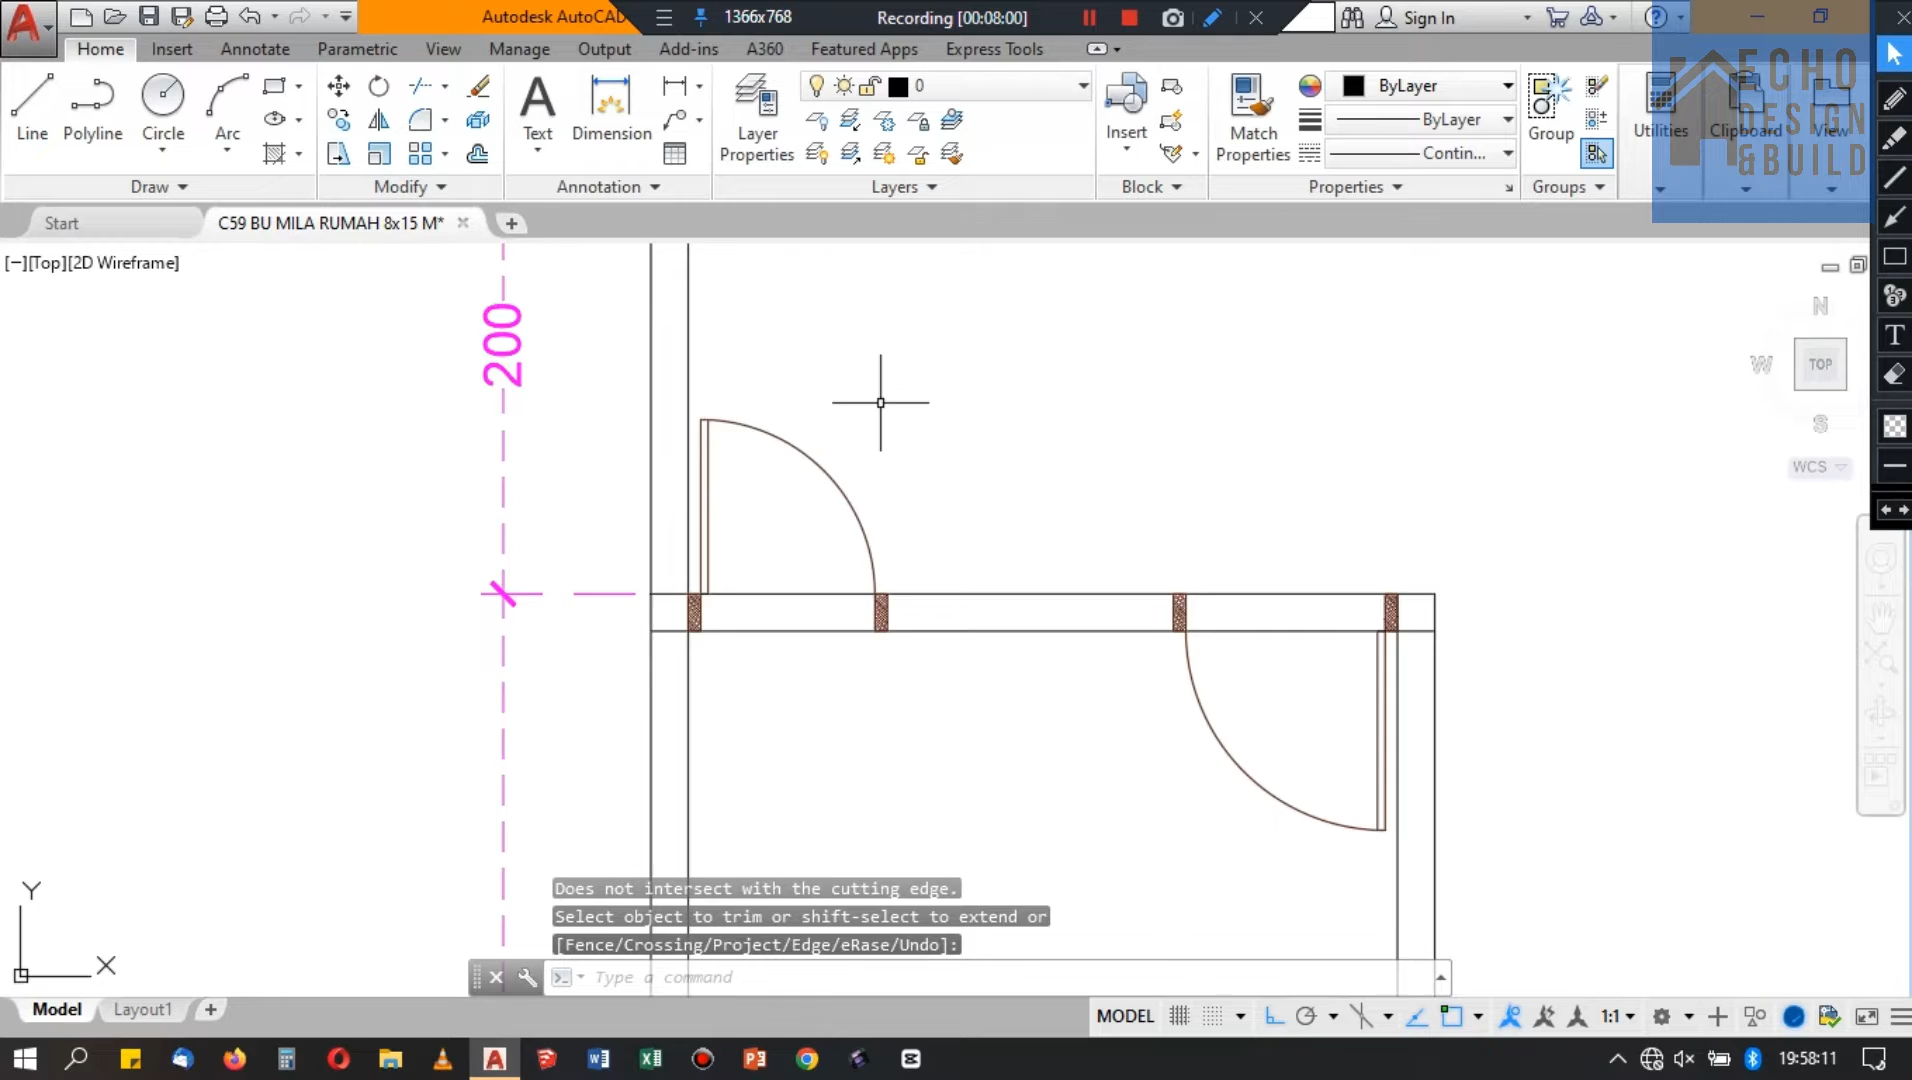 Autodesk AutoCAD
1366x768
Recording [00:08:00]
Sign In
Home
Insert
Annotate
Parametric
View
Manage
Output
Add-ins
A360
Featured Apps
Express Tools
ECHO
DESIGN
&BUILD
Line
Polyline
Circle
Arc
Text
Dimension
Layer
Properties
0
Insert
Match
Properties
ByLayer
ByLayer
Contin...
Group
Utilities
Clipboard
View
Draw
Modify
Annotation
Layers
Block
Properties
Groups
Start
C59 BU MILA RUMAH 8x15 M*
[−][Top][2D Wireframe]
200
N
W
TOP
S
WCS
T
Y
X
Does not intersect with the cutting edge.
Select object to trim or shift-select to extend or
[Fence/Crossing/Project/Edge/eRase/Undo]:
Type a command
Model
Layout1
MODEL
1:1
19:58:11